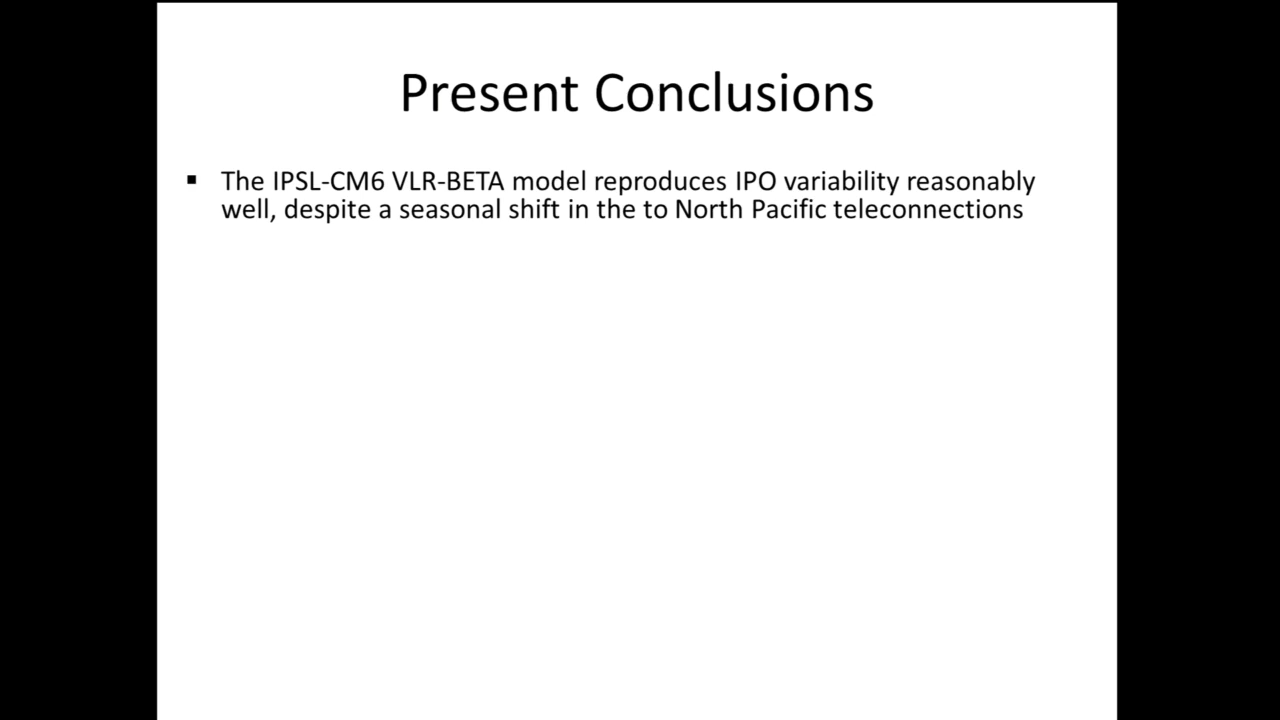 Present Conclusions
▪ The IPSL-CM6 VLR-BETA model reproduces IPO variability reasonably
well, despite a seasonal shift in the to North Pacific teleconnections